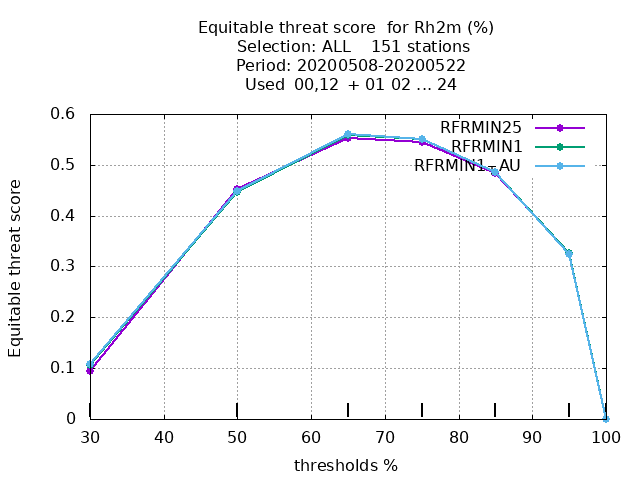 Equitable threat score  for Rh2m (%)
Selection: ALL    151 stations
Period: 20200508-20200522
Used  00,12  + 01 02 ... 24
0.6
0.5
0.4
0.3
0.2
0.1
0
Equitable threat score
RFRMIN25
RFRMIN1
RFRMIN1+AU
30
40
50
60
70
80
90
100
thresholds %